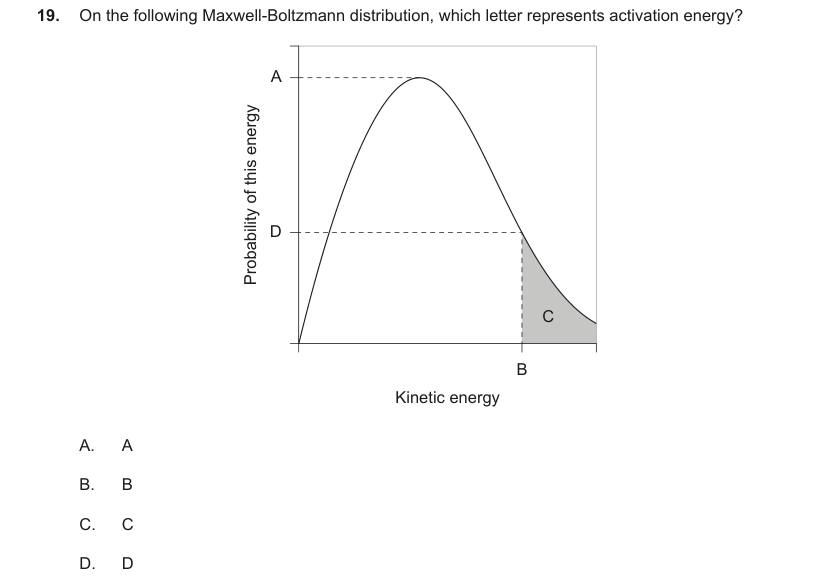 19. On the following Maxwell-Boltzmann distribution, which letter represents activation energy?
A
Probability of this energy
D
C
B
Kinetic energy
A. A
B. B
C. C
D. D